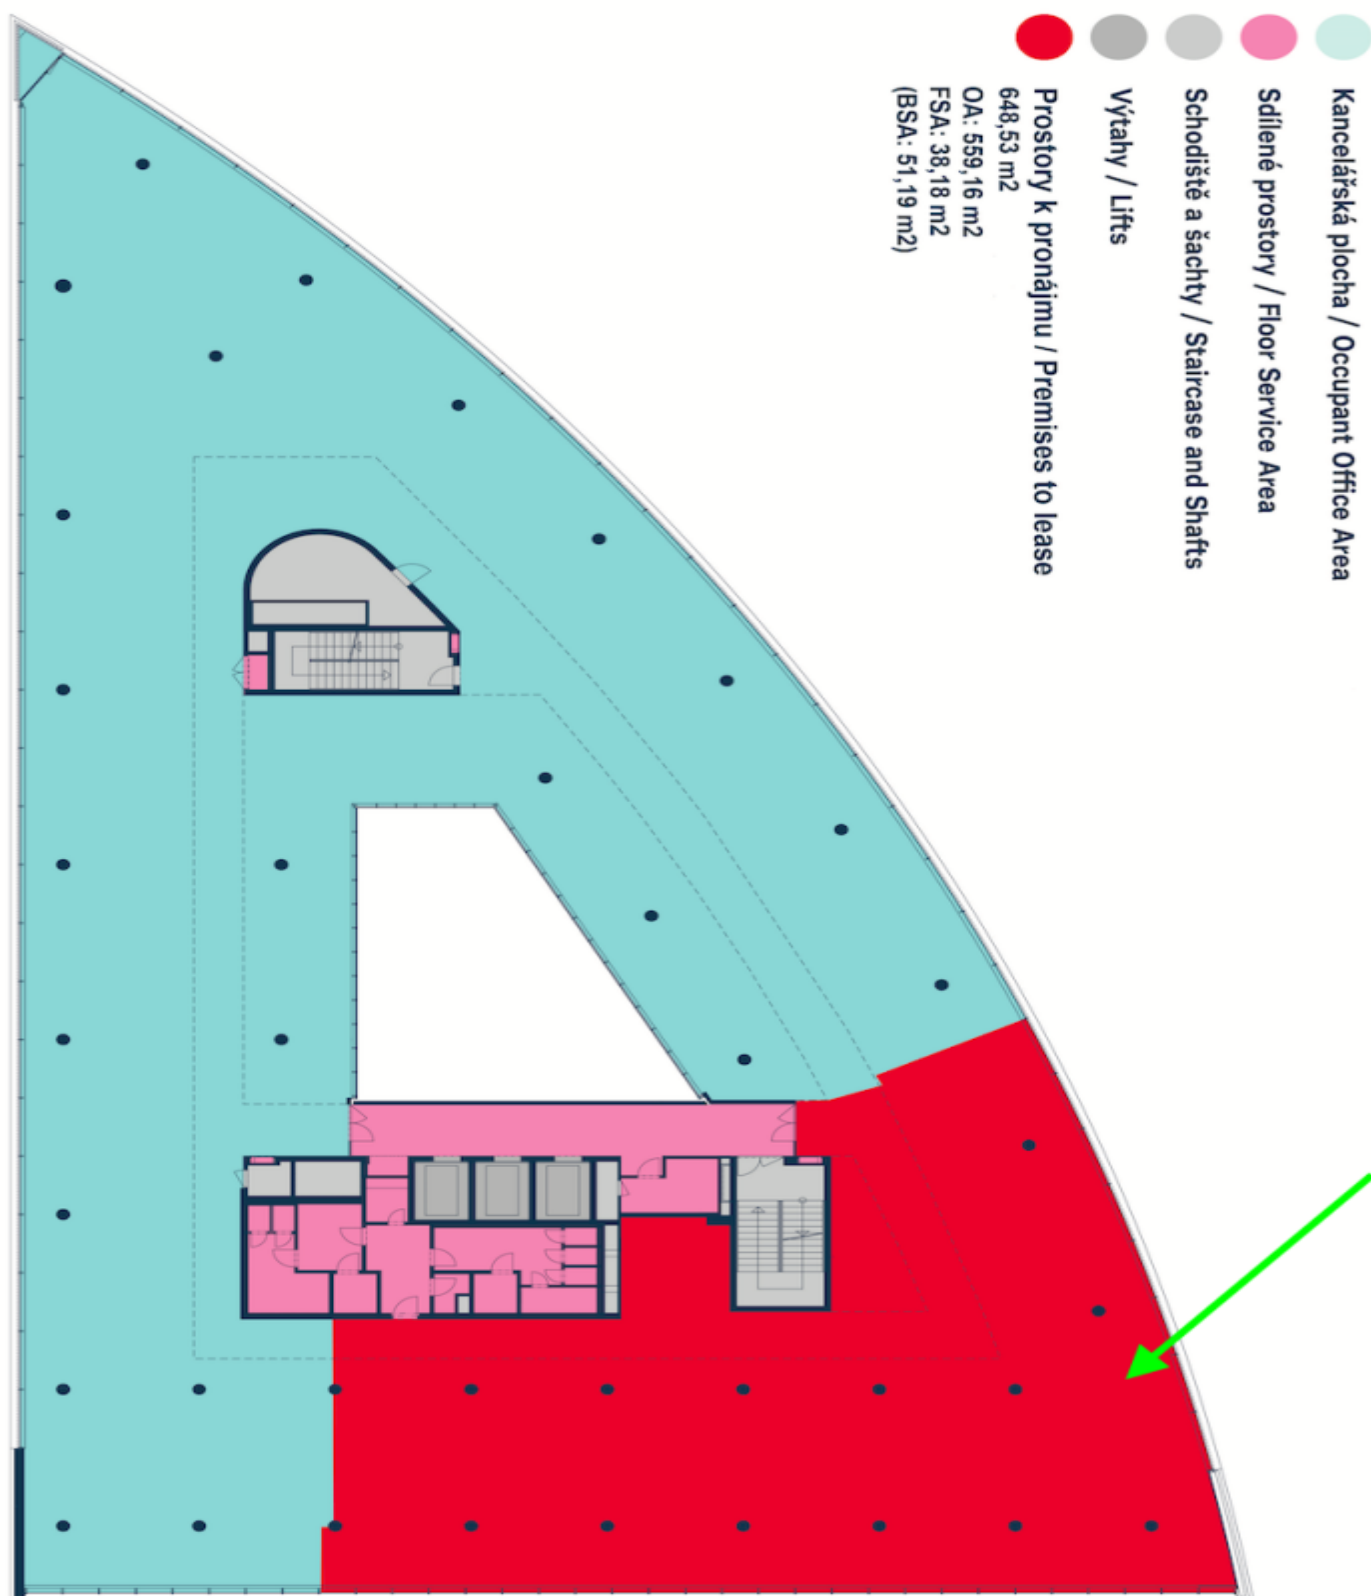 Kancelářská plocha / Occupant Office Area
Sdílené prostory / Floor Service Area
Schodiště a šachty / Staircase and Shafts
Výtahy / Lifts
Prostory k pronájmu / Premises to lease
648,53 m2
OA: 559,16 m2
FSA: 38,18 m2
(BSA: 51,19 m2)